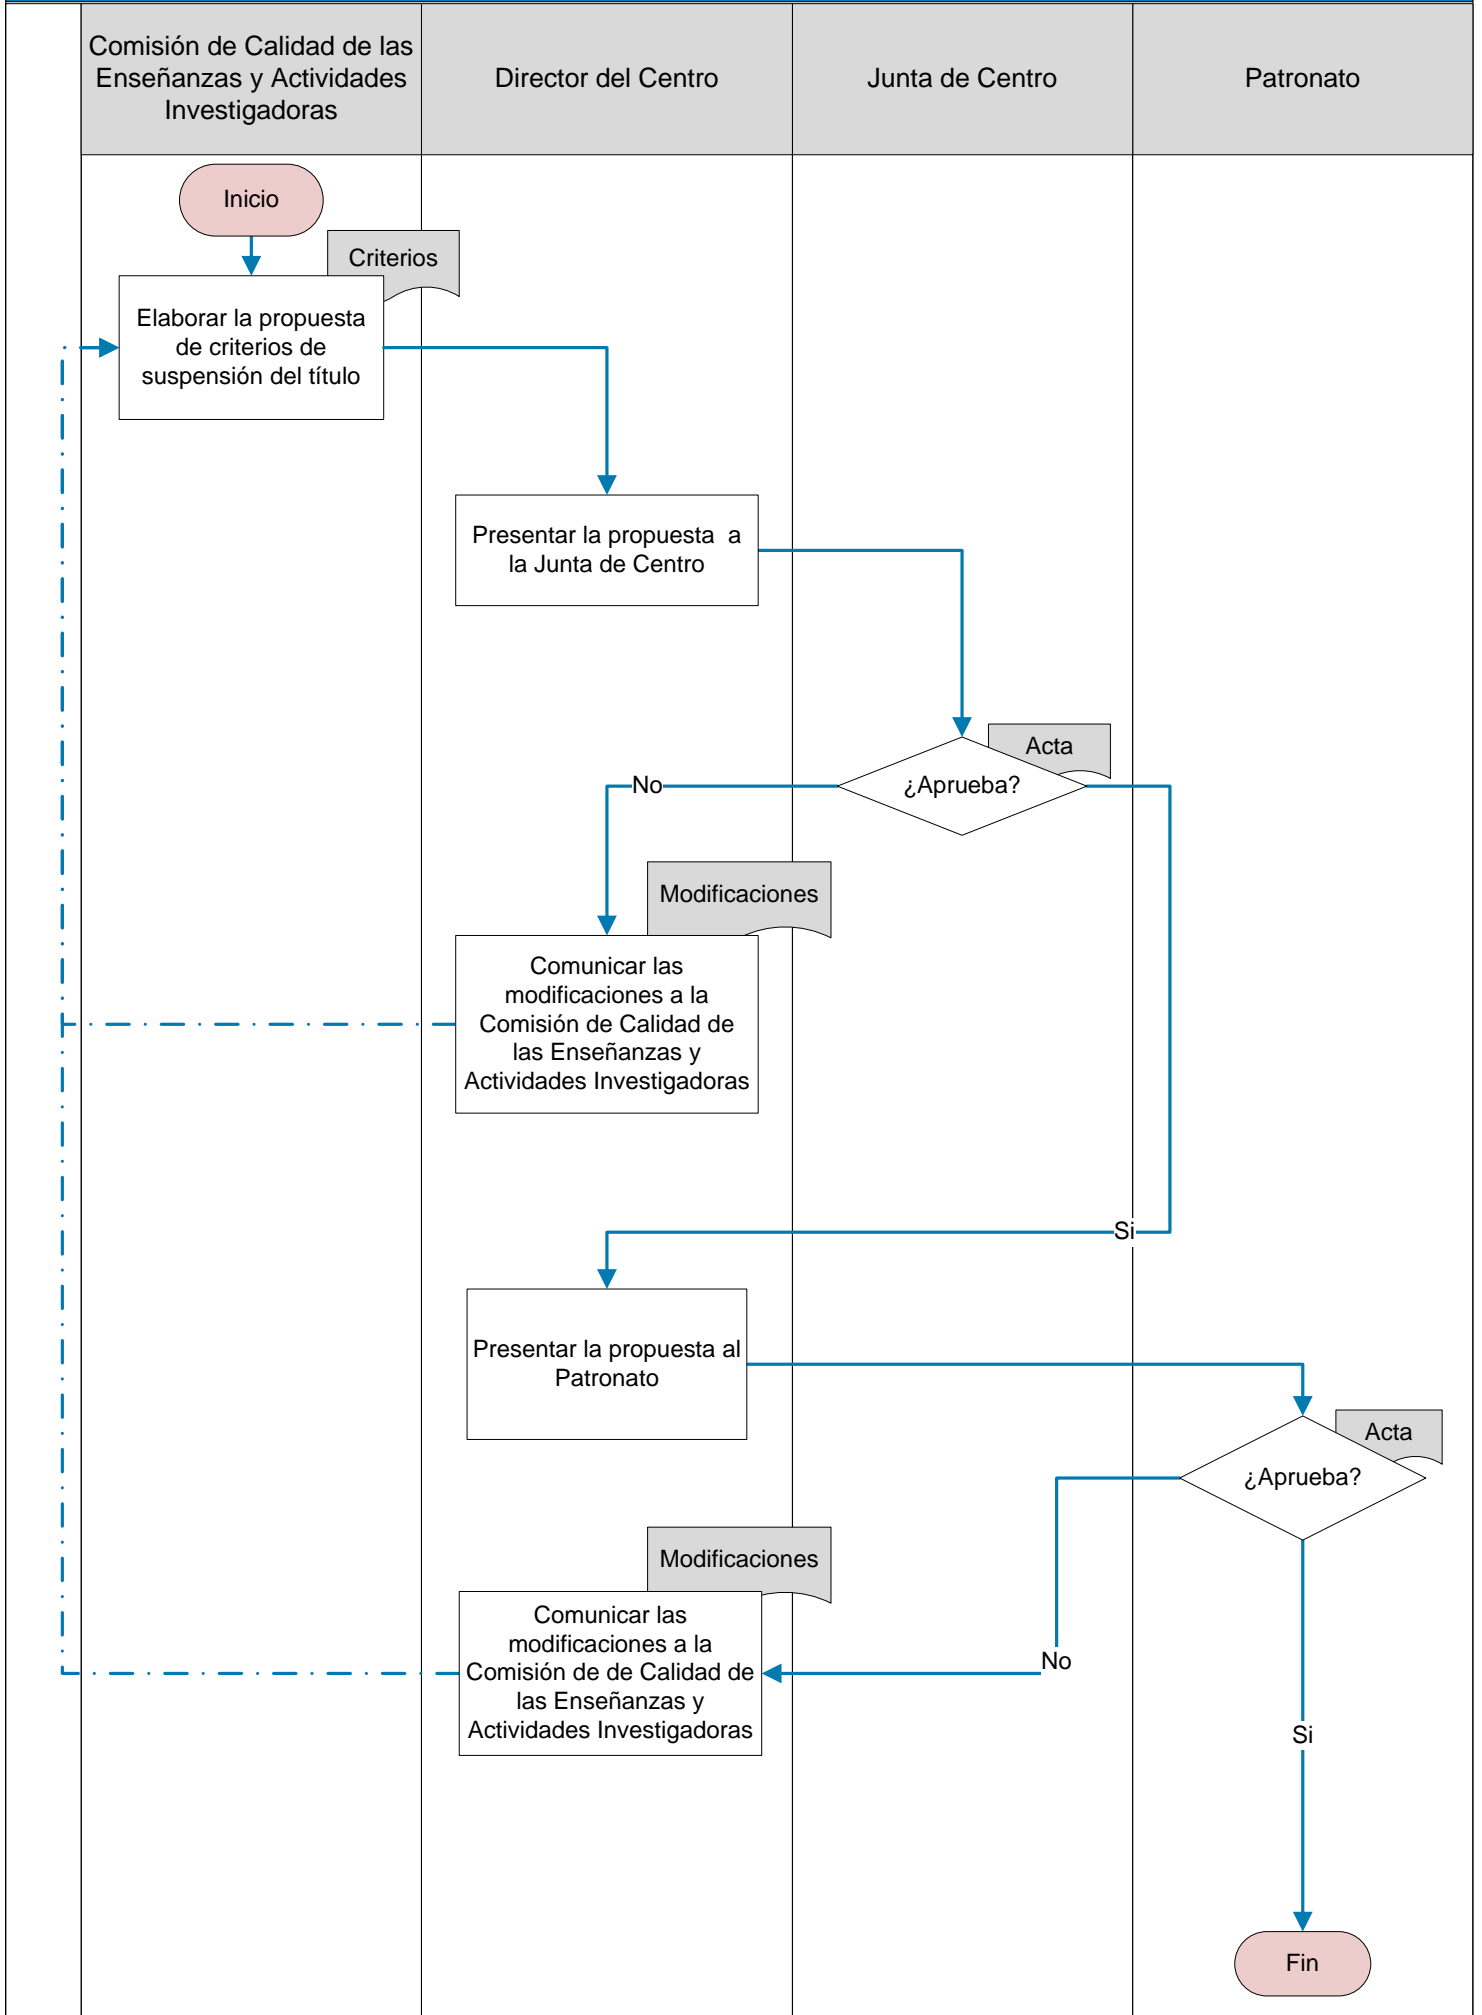 Comisión de Calidad de las
Enseñanzas y Actividades
Investigadoras
Director del Centro
Junta de Centro
Patronato
Inicio
Criterios
Elaborar la propuesta
de criterios de
suspensión del título
Presentar la propuesta a
la Junta de Centro
Acta
¿Aprueba?
No
Modificaciones
Comunicar las
modificaciones a la
Comisión de Calidad de
las Enseñanzas y
Actividades Investigadoras
Si
Presentar la propuesta al
Patronato
Acta
¿Aprueba?
Modificaciones
Comunicar las
modificaciones a la
Comisión de de Calidad de
las Enseñanzas y
Actividades Investigadoras
No
Si
Fin